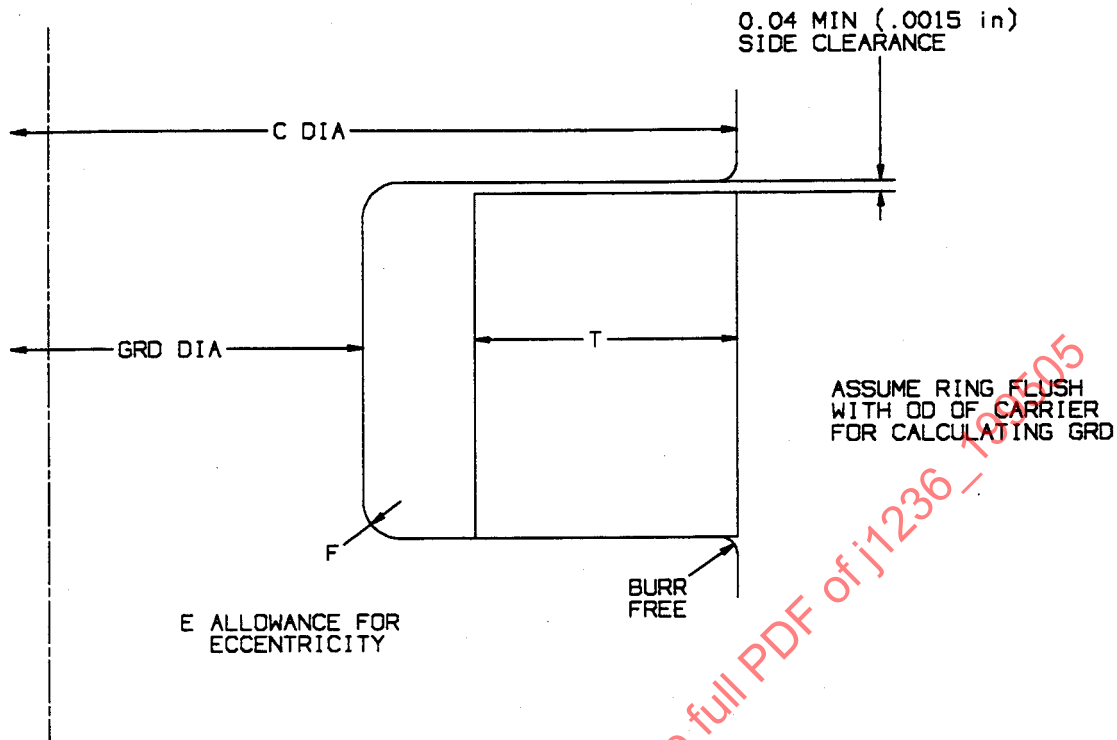 0.04 MIN (.0015 in)
SIDE CLEARANCE
C DIA
GRD DIA
T
ASSUME RING FLUSH
WITH OD OF CARRIER
FOR CALCULATING GRD
F
BURR
FREE
E ALLOWANCE FOR
ECCENTRICITY
full PDF of j1236_199505